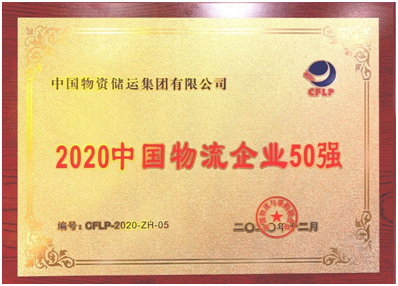 CFLP
中国物资储运集团有限公司
2020中国物流企业50强
编号:CFLP-2020-ZH-05
二〇二〇年十二月